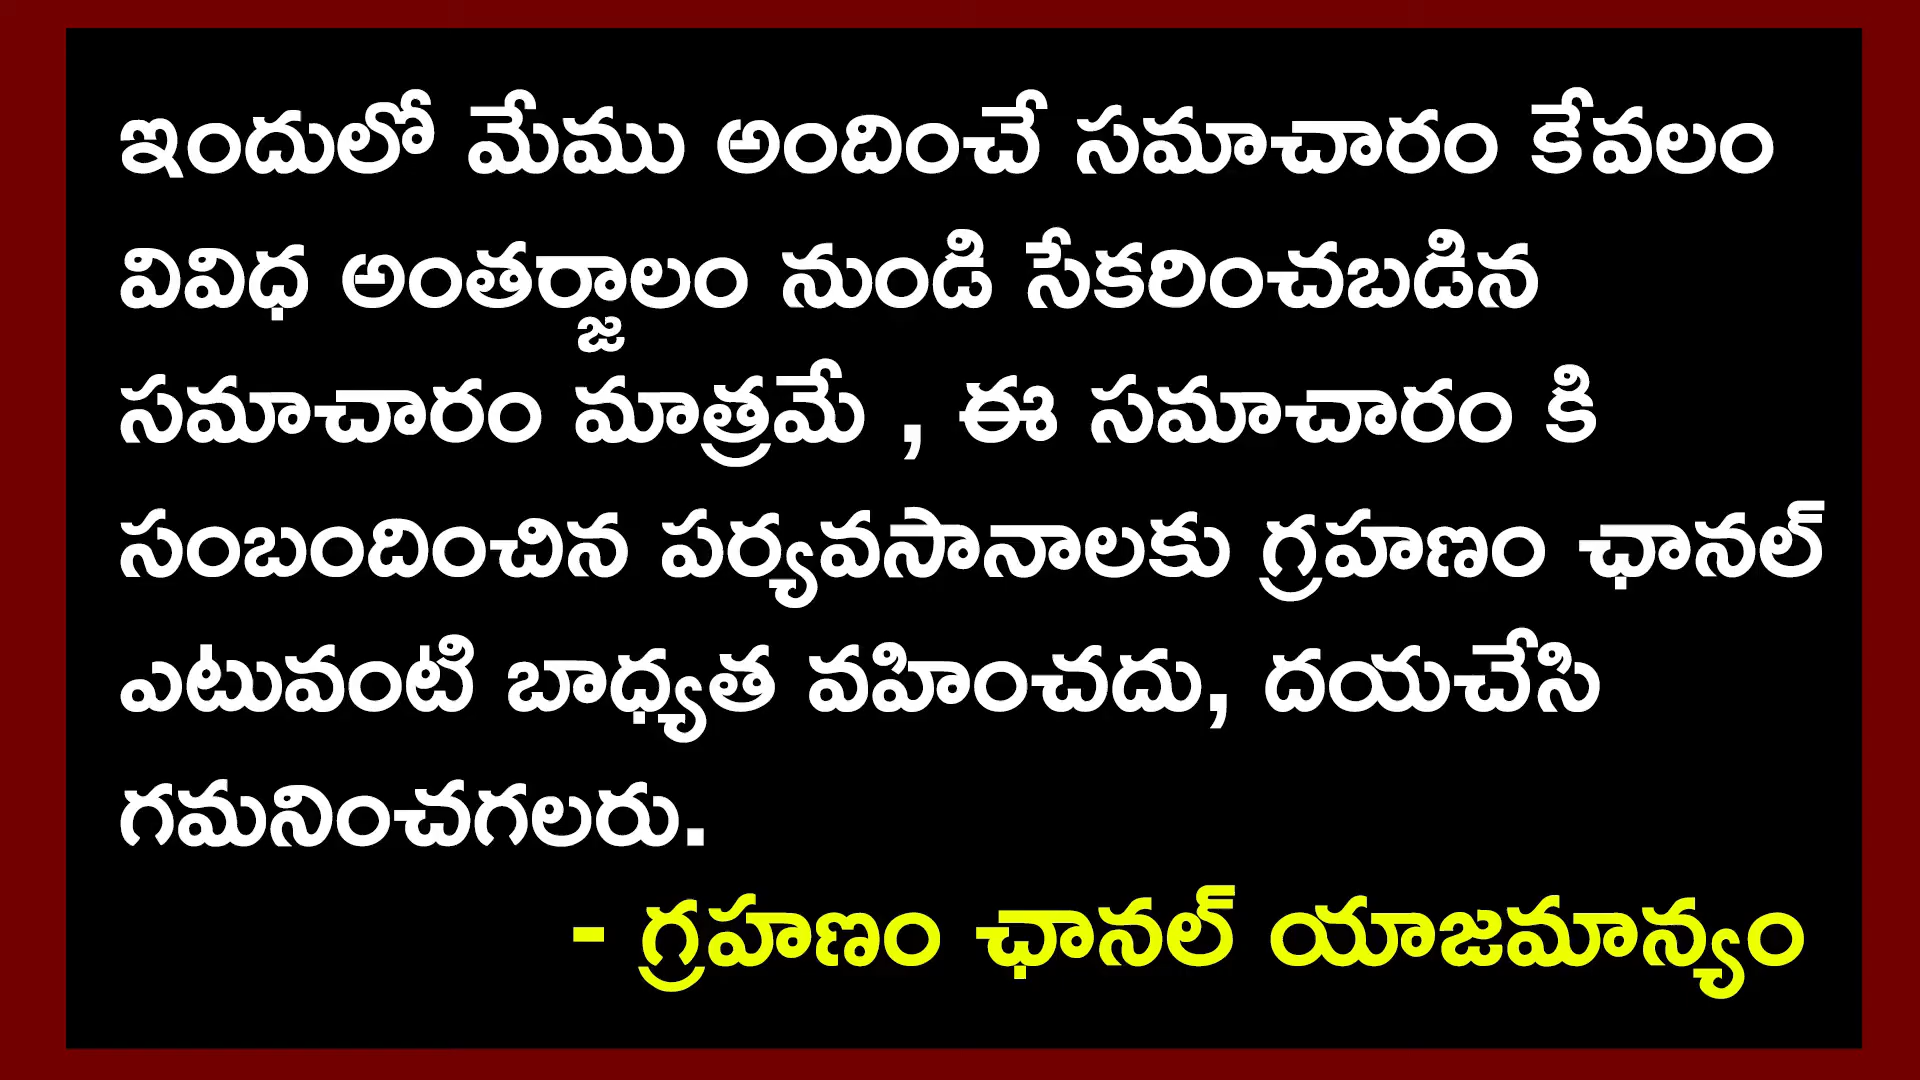 ఇందులో మేము అందించే సమాచారం కేవలం
వివిధ అంతర్జాలం నుండి సేకరించబడిన
సమాచారం మాత్రమే , ఈ సమాచారం కి
సంబందించిన పర్యవసానాలకు గ్రహణం ఛానల్
ఎటువంటి బాధ్యత వహించదు, దయచేసి
గమనించగలరు.
- గ్రహణం ఛానల్ యాజమాన్యం